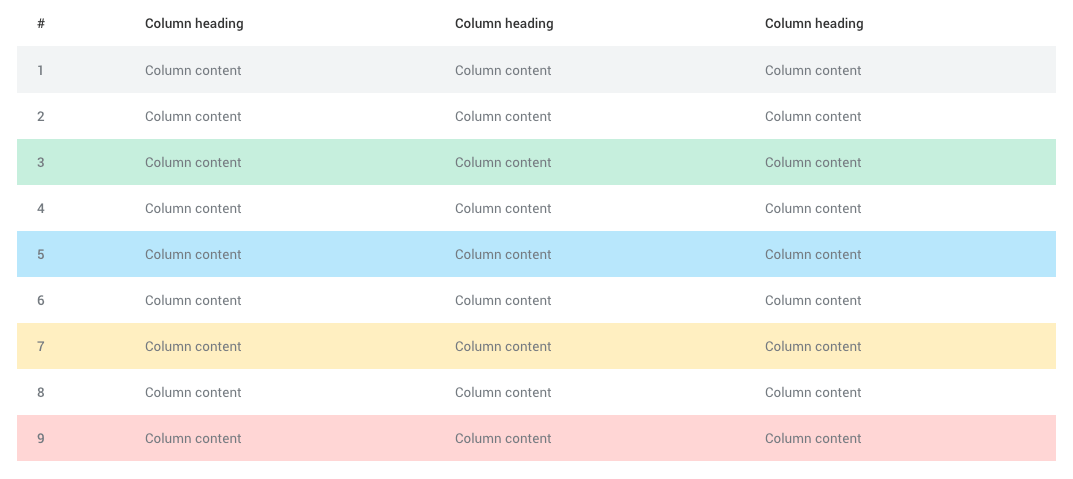 # Column heading Column heading Column heading
1 Column content Column content Column content
2 Column content Column content Column content
3 Column content Column content Column content
4 Column content Column content Column content
5 Column content Column content Column content
6 Column content Column content Column content
7 Column content Column content Column content
8 Column content Column content Column content
9 Column content Column content Column content